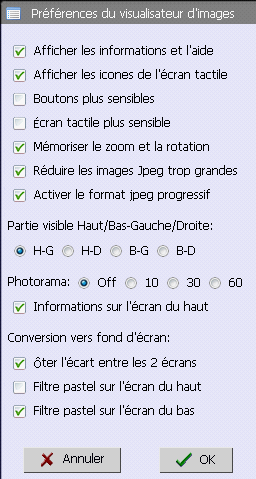 Préférences du visualisateur d'images
Afficher les informations et l'aide
Afficher les icones de l'écran tactile
Boutons plus sensibles
Écran tactile plus sensible
Mémoriser le zoom et la rotation
Réduire les images Jpeg trop grandes
Activer le format jpeg progressif
Partie visible Haut/Bas-Gauche/Droite:
H-G H-D B-G B-D
Photorama: Off 10 30 60
Informations sur l'écran du haut
Conversion vers fond d'écran:
ôter l'écart entre les 2 écrans
Filtre pastel sur l'écran du haut
Filtre pastel sur l'écran du bas
Annuler OK